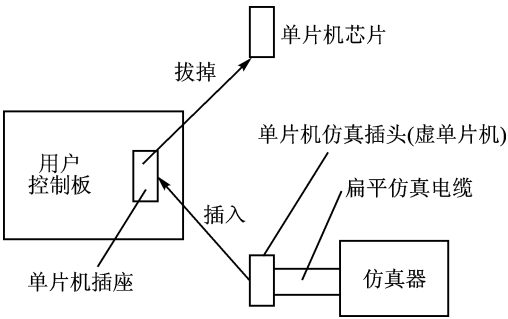 单片机芯片
拔掉
单片机仿真插头(虚单片机)
用户
控制板
扁平仿真电缆
插入
单片机插座
仿真器